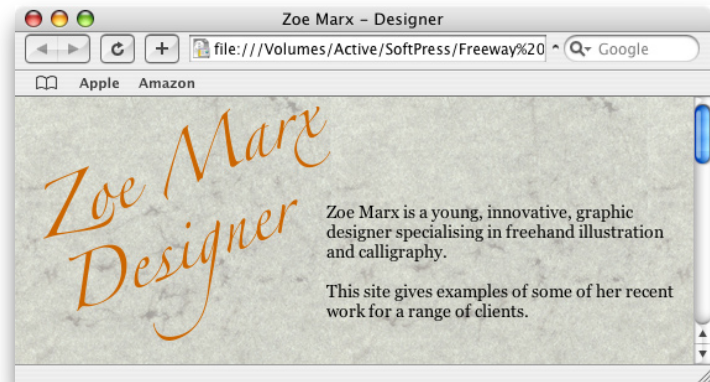 Zoe Marx – Designer
file:///Volumes/Active/SoftPress/Freeway%20
Google
Apple Amazon
Zoe Marx
Designer
Zoe Marx is a young, innovative, graphic
designer specialising in freehand illustration
and calligraphy.
This site gives examples of some of her recent
work for a range of clients.